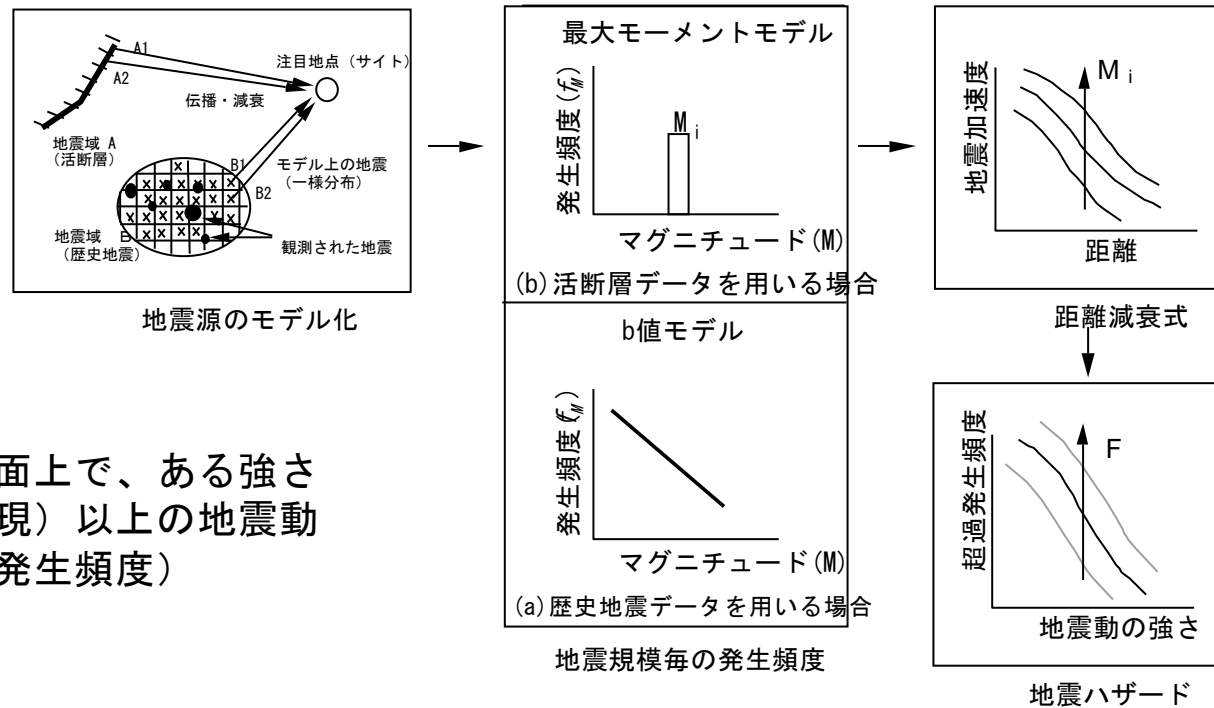 A1
A2
注目地点（サイト）
伝播・減衰
地震域 A
（活断層）
B1
B2
モデル上の地震
（一様分布）
地震域 B
（歴史地震）
観測された地震
地震源のモデル化
最大モーメントモデル
発生頻度(fM)
M i
マグニチュード(M)
(b)活断層データを用いる場合
b値モデル
発生頻度(fM)
マグニチュード(M)
(a)歴史地震データを用いる場合
地震規模毎の発生頻度
地震加速度
M i
距離
距離減衰式
超過発生頻度
F
地震動の強さ
地震ハザード
面上で、ある強さ
現）以上の地震動
発生頻度）